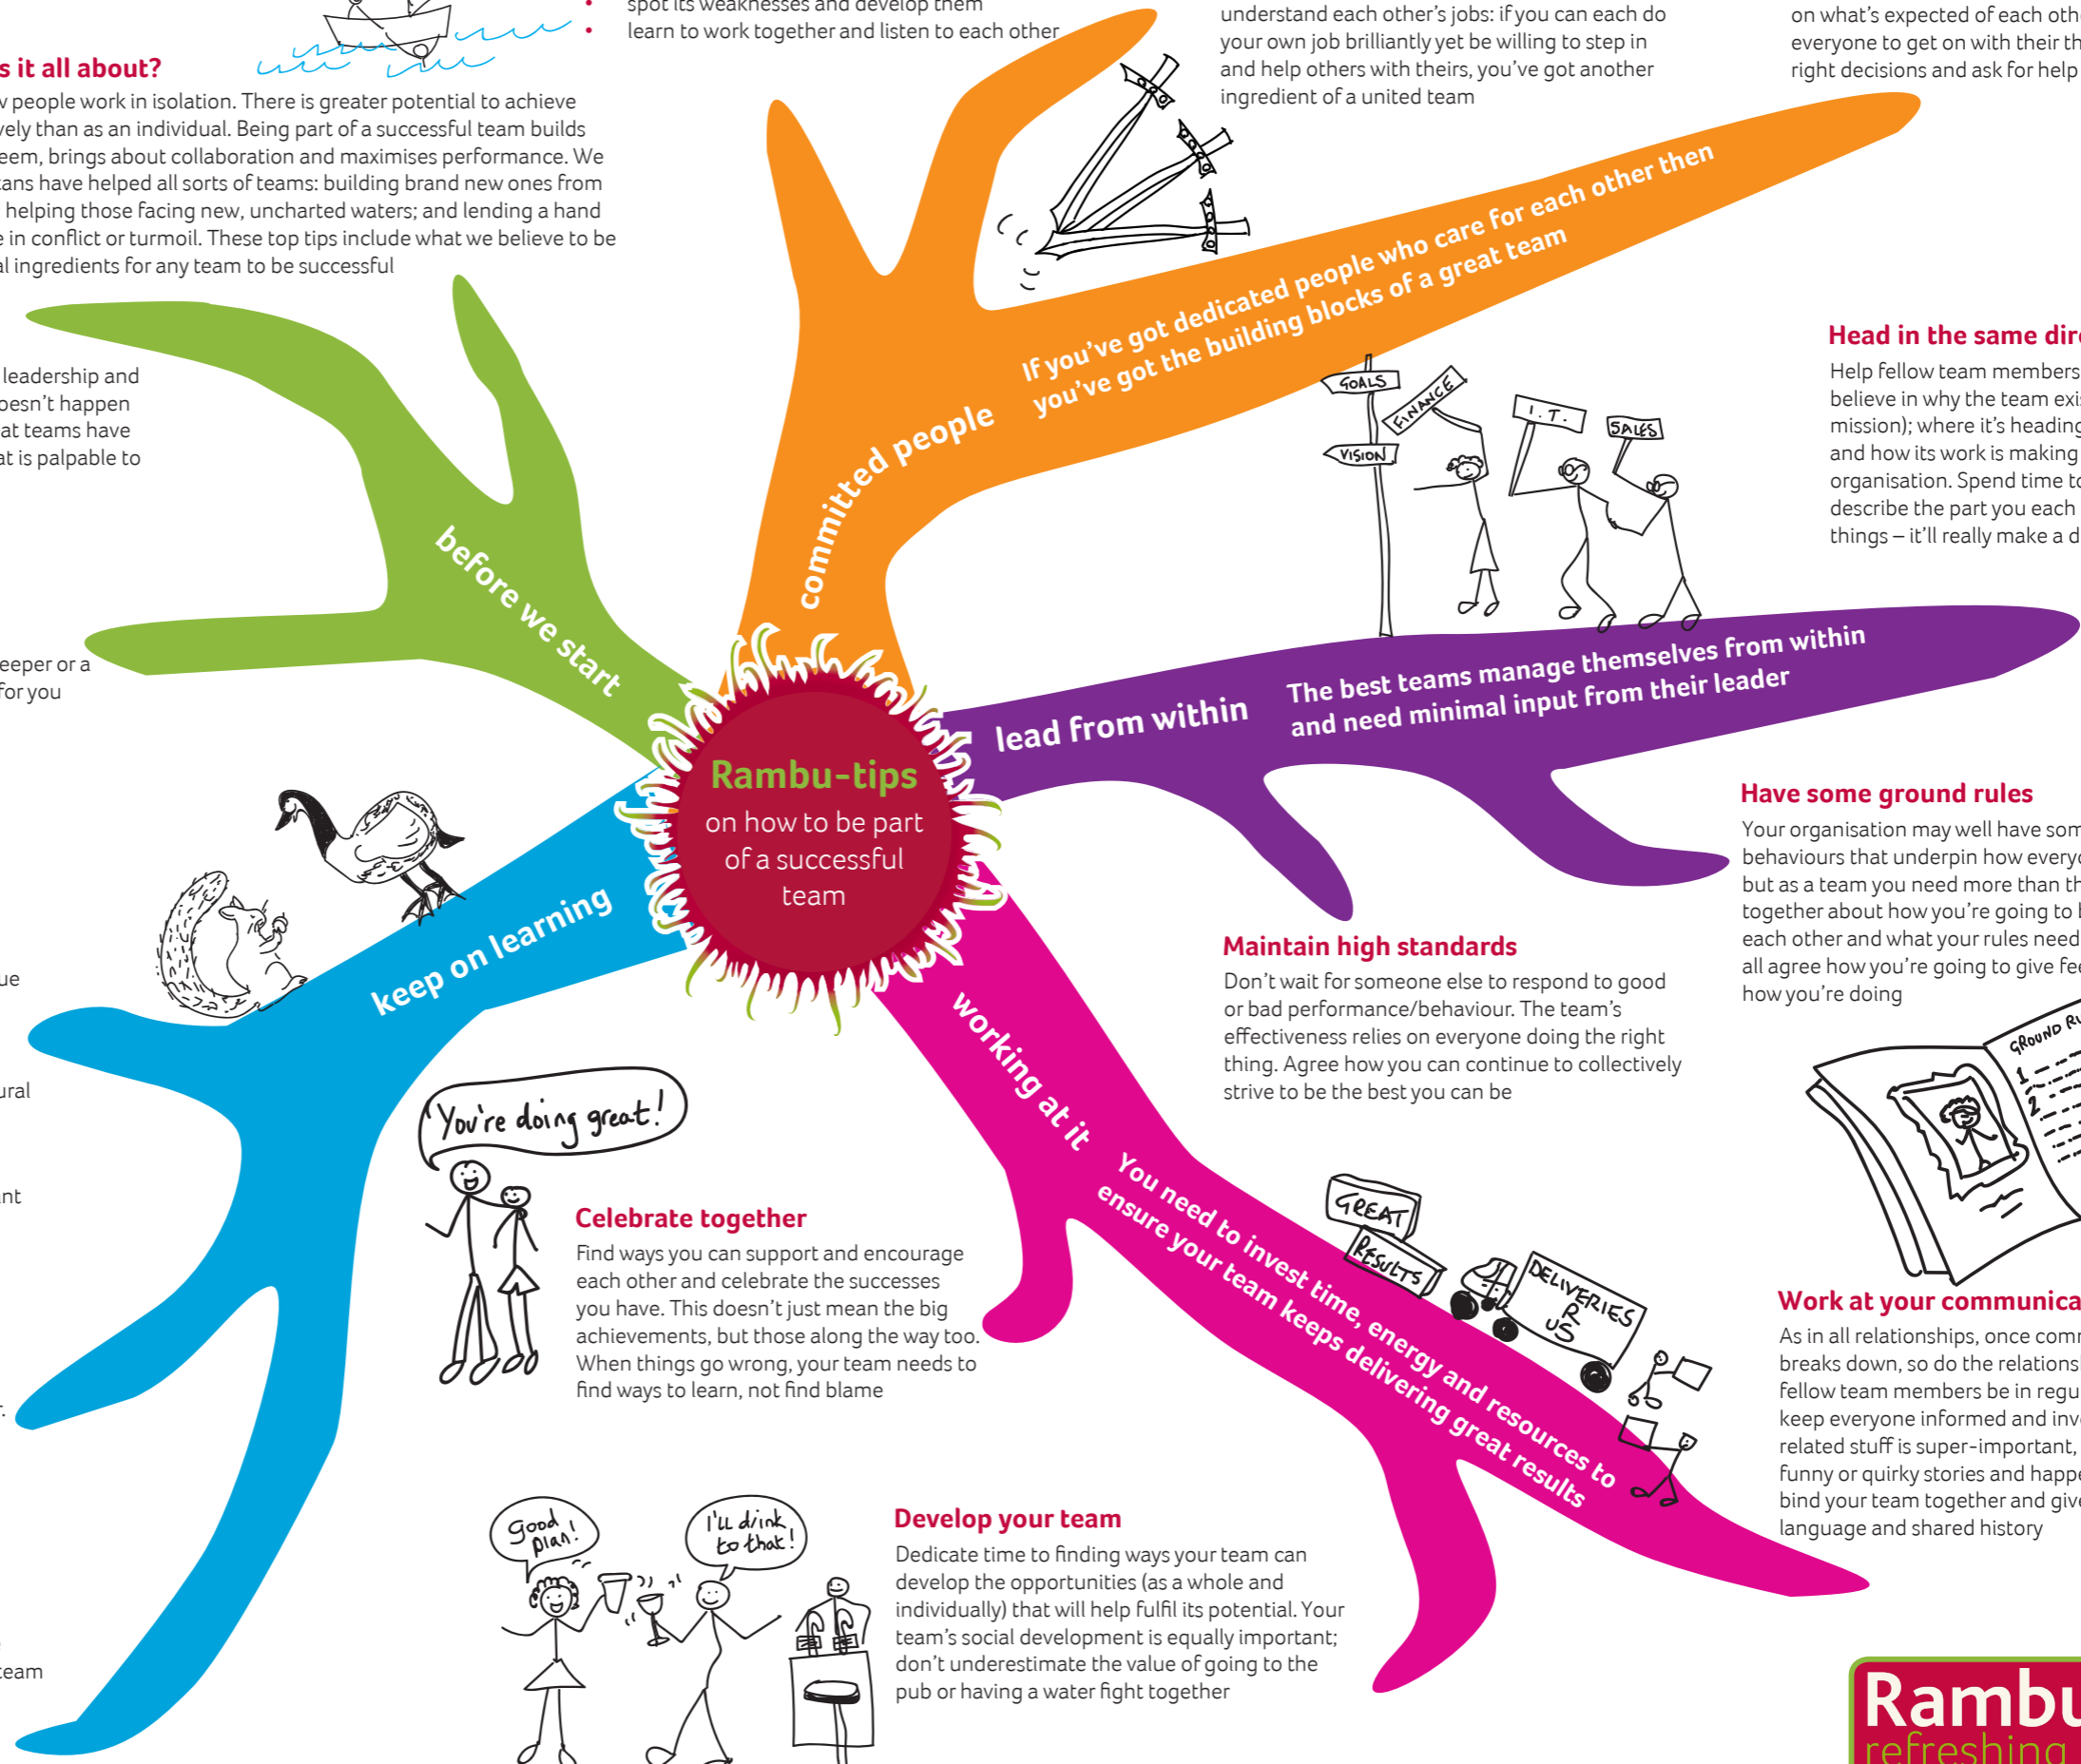 spot its weaknesses and develop them
learn to work together and listen to each other
understand each other's jobs: if you can each do
your own job brilliantly yet be willing to step in
and help others with theirs, you've got another
ingredient of a united team
on what's expected of each
everyone to get on with their
right decisions and ask for help
s it all about?
people work in isolation. There is greater potential to achieve
vely than as an individual. Being part of a successful team builds
eem, brings about collaboration and maximises performance. We
ans have helped all sorts of teams: building brand new ones from
helping those facing new, uncharted waters; and lending a hand
e in conflict or turmoil. These top tips include what we believe to be
al ingredients for any team to be successful
leadership and
oesn't happen
at teams have
at is palpable to
eeper or a
for you
before we start
committed people
If you've got dedicated people who care for each other then
you've got the building blocks of a great team
GOALS
VISION
FINANCE
I.T.
SALES
Head in the same
Help fellow team members
believe in why the team
mission); where it's heading
and how its work is making
organisation. Spend time
describe the part you each
things – it'll really make a d
lead from within
The best teams manage themselves from within
and need minimal input from their leader
Rambu-tips
on how to be part
of a successful
team
Have some ground rules
Your organisation may well have som
behaviours that underpin how
but as a team you need more than
together about how you're going to
each other and what your rules need
all agree how you're going to give
how you're doing
GROUND RU
1
2
Maintain high standards
Don't wait for someone else to respond to good
or bad performance/behaviour. The team's
effectiveness relies on everyone doing the right
thing. Agree how you can continue to collectively
strive to be the best you can be
keep on learning
ue
ural
nt
r.
team
You're doing great!
Celebrate together
Find ways you can support and encourage
each other and celebrate the successes
you have. This doesn't just mean the big
achievements, but those along the way too.
When things go wrong, your team needs to
find ways to learn, not find blame
working at it
You need to invest time, energy and resources to
ensure your team keeps delivering great results
GREAT
RESULTS
DELIVERIES
R
US
Work at your communica
As in all relationships, once com
breaks down, so do the
fellow team members be in regu
keep everyone informed and inv
related stuff is super-important,
funny or quirky stories and happe
bind your team together and give
language and shared history
Good
plan!
I'll drink
to that!
Develop your team
Dedicate time to finding ways your team can
develop the opportunities (as a whole and
individually) that will help fulfil its potential. Your
team's social development is equally important;
don't underestimate the value of going to the
pub or having a water fight together
Rambu
refreshing